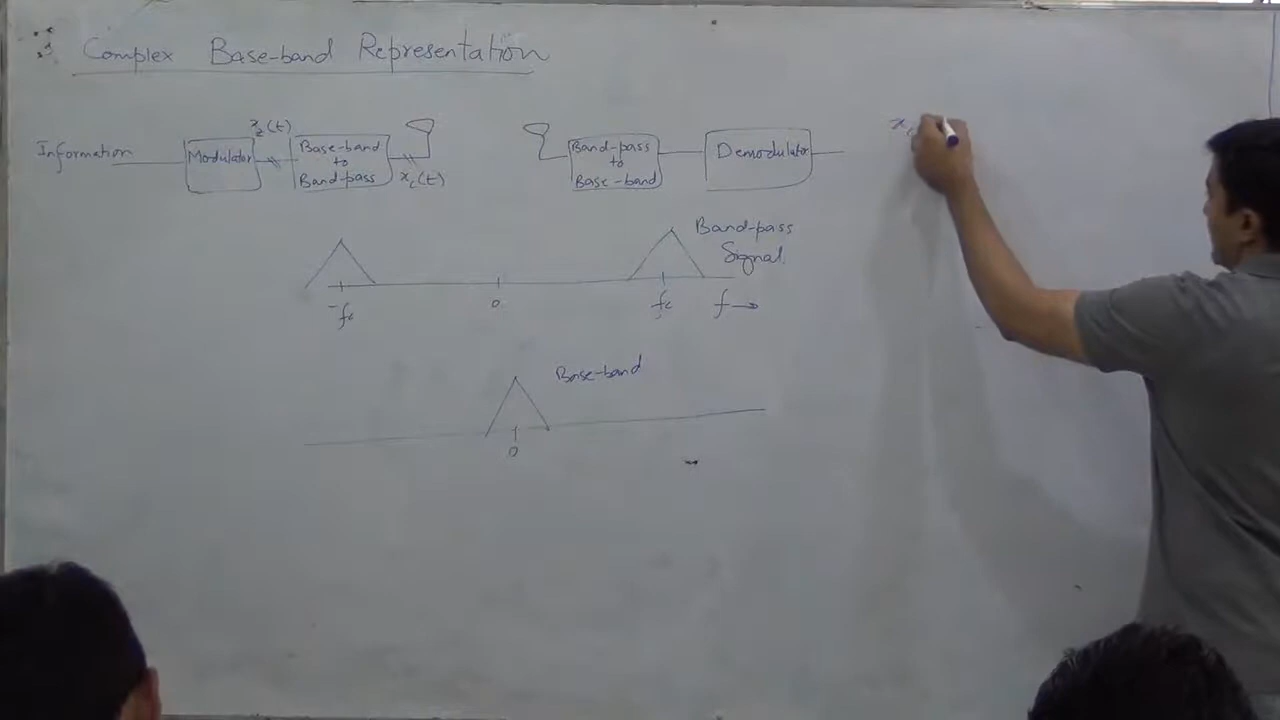 Complex Base-band Representation
Information
Modulator
x_z(t)
Base-band
to
Band-pass
x_c(t)
Band-pass
to
Base-band
Demodulator
x
Band-pass
Signal
-fc
0
fc
f→
Base-band
0